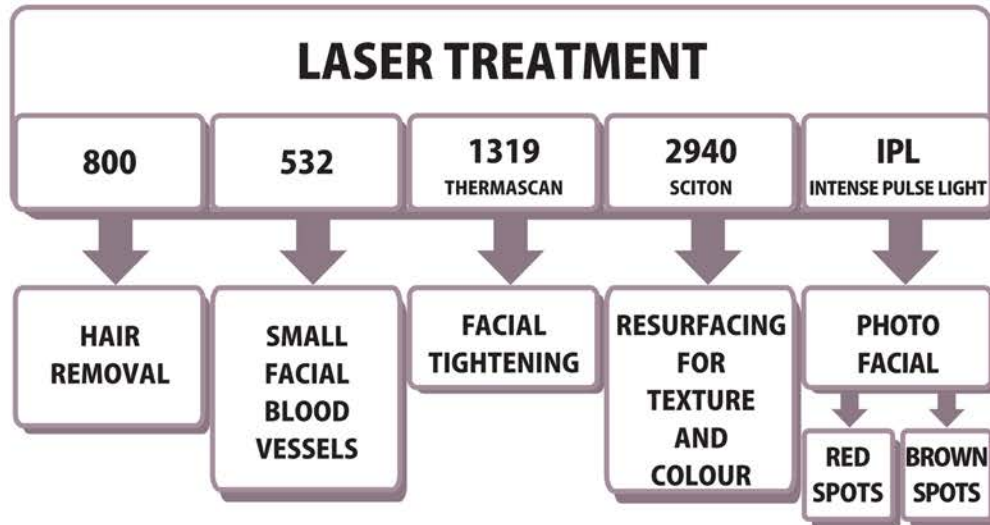 LASER TREATMENT
800
532
1319
THERMASCAN
2940
SCITON
IPL
INTENSE PULSE LIGHT
HAIR
REMOVAL
SMALL
FACIAL
BLOOD
VESSELS
FACIAL
TIGHTENING
RESURFACING
FOR
TEXTURE
AND
COLOUR
PHOTO
FACIAL
RED
SPOTS
BROWN
SPOTS